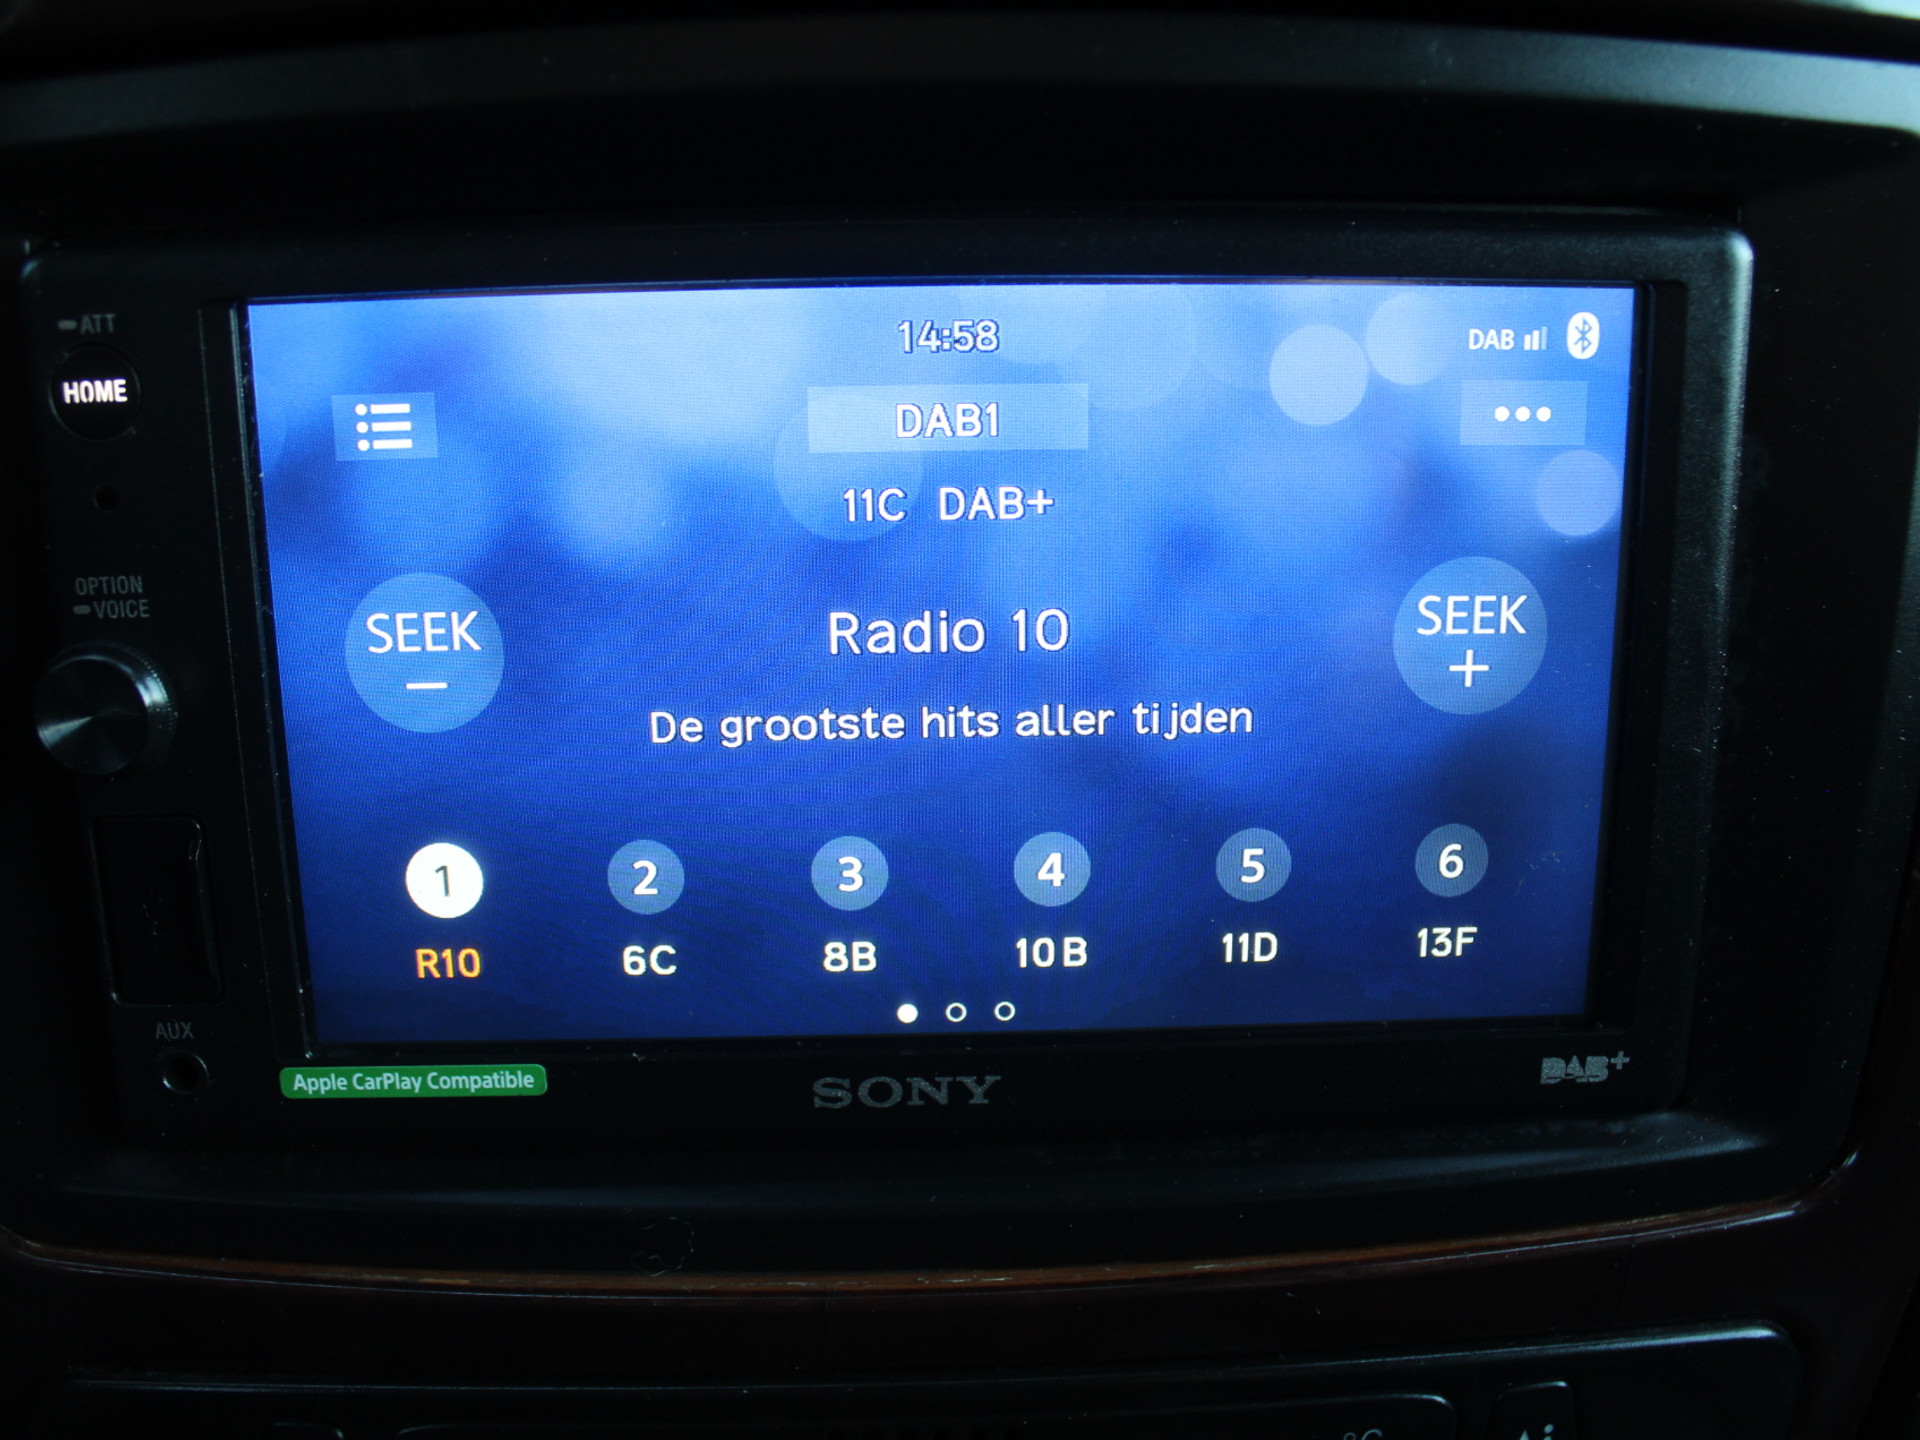 14:58
DAB
ATT
HOME
DAB1
11C DAB+
OPTION
VOICE
SEEK
–
Radio 10
SEEK
+
De grootste hits aller tijden
1 2 3 4 5 6
R10 6C 8B 10B 11D 13F
AUX
Apple CarPlay Compatible
SONY
DAB+
°C